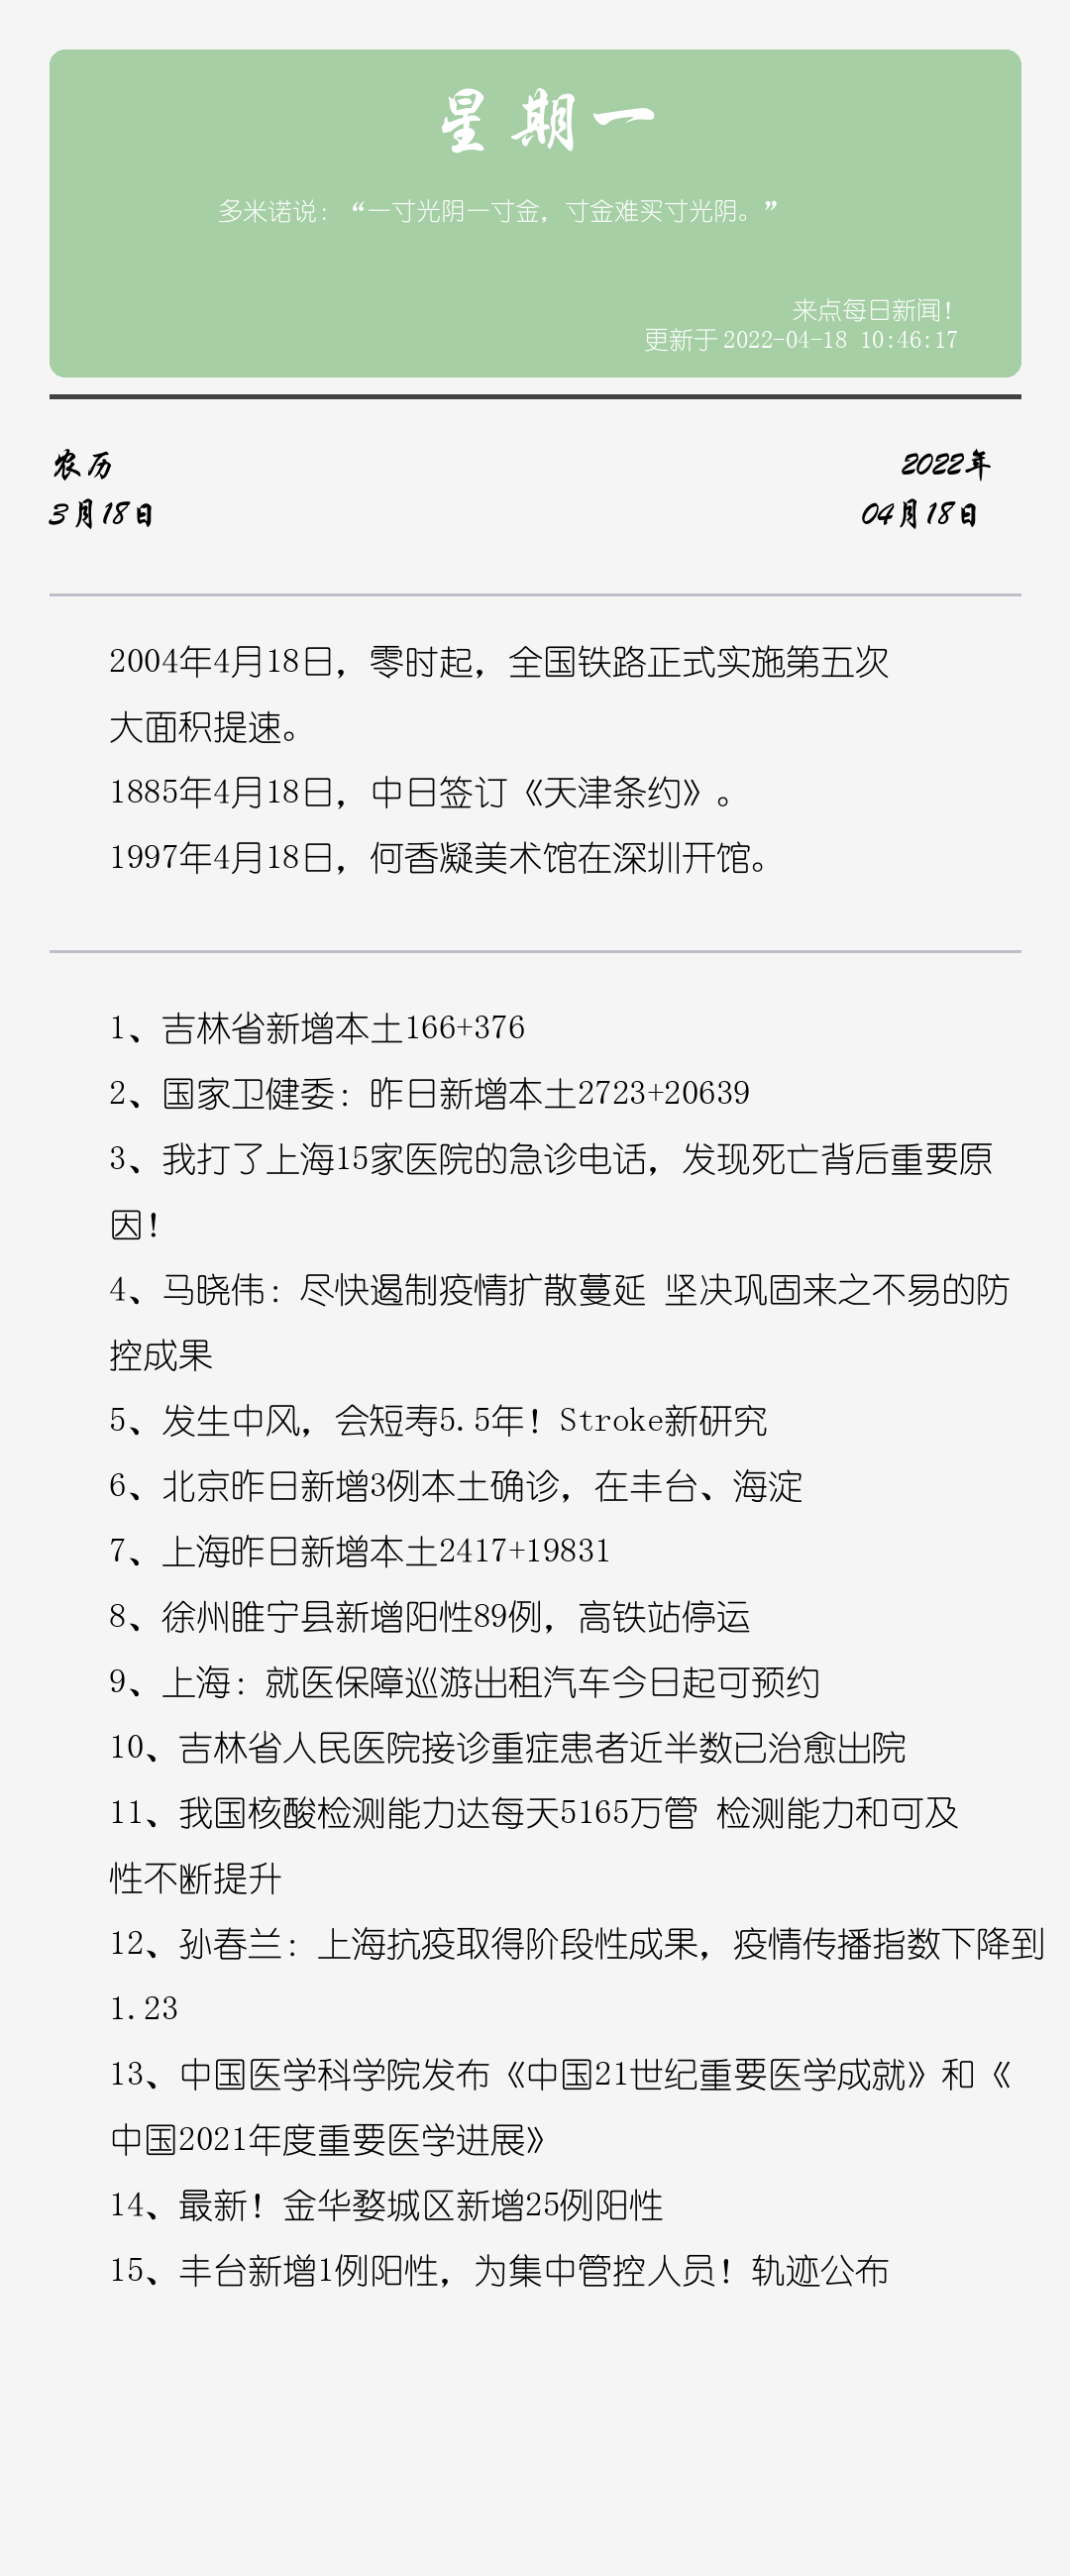 星期一
多米诺说：“一寸光阴一寸金，寸金难买寸光阴。”
来点每日新闻！
更新于2022-04-18 10:46:17
农历
3月18日
2022年
04月18日
2004年4月18日，零时起，全国铁路正式实施第五次
大面积提速。
1885年4月18日，中日签订《天津条约》。
1997年4月18日，何香凝美术馆在深圳开馆。
1、吉林省新增本土166+376
2、国家卫健委：昨日新增本土2723+20639
3、我打了上海15家医院的急诊电话，发现死亡背后重要原
因！
4、马晓伟：尽快遏制疫情扩散蔓延 坚决巩固来之不易的防
控成果
5、发生中风，会短寿5.5年！Stroke新研究
6、北京昨日新增3例本土确诊，在丰台、海淀
7、上海昨日新增本土2417+19831
8、徐州睢宁县新增阳性89例，高铁站停运
9、上海：就医保障巡游出租汽车今日起可预约
10、吉林省人民医院接诊重症患者近半数已治愈出院
11、我国核酸检测能力达每天5165万管 检测能力和可及
性不断提升
12、孙春兰：上海抗疫取得阶段性成果，疫情传播指数下降到
1.23
13、中国医学科学院发布《中国21世纪重要医学成就》和《
中国2021年度重要医学进展》
14、最新！金华婺城区新增25例阳性
15、丰台新增1例阳性，为集中管控人员！轨迹公布